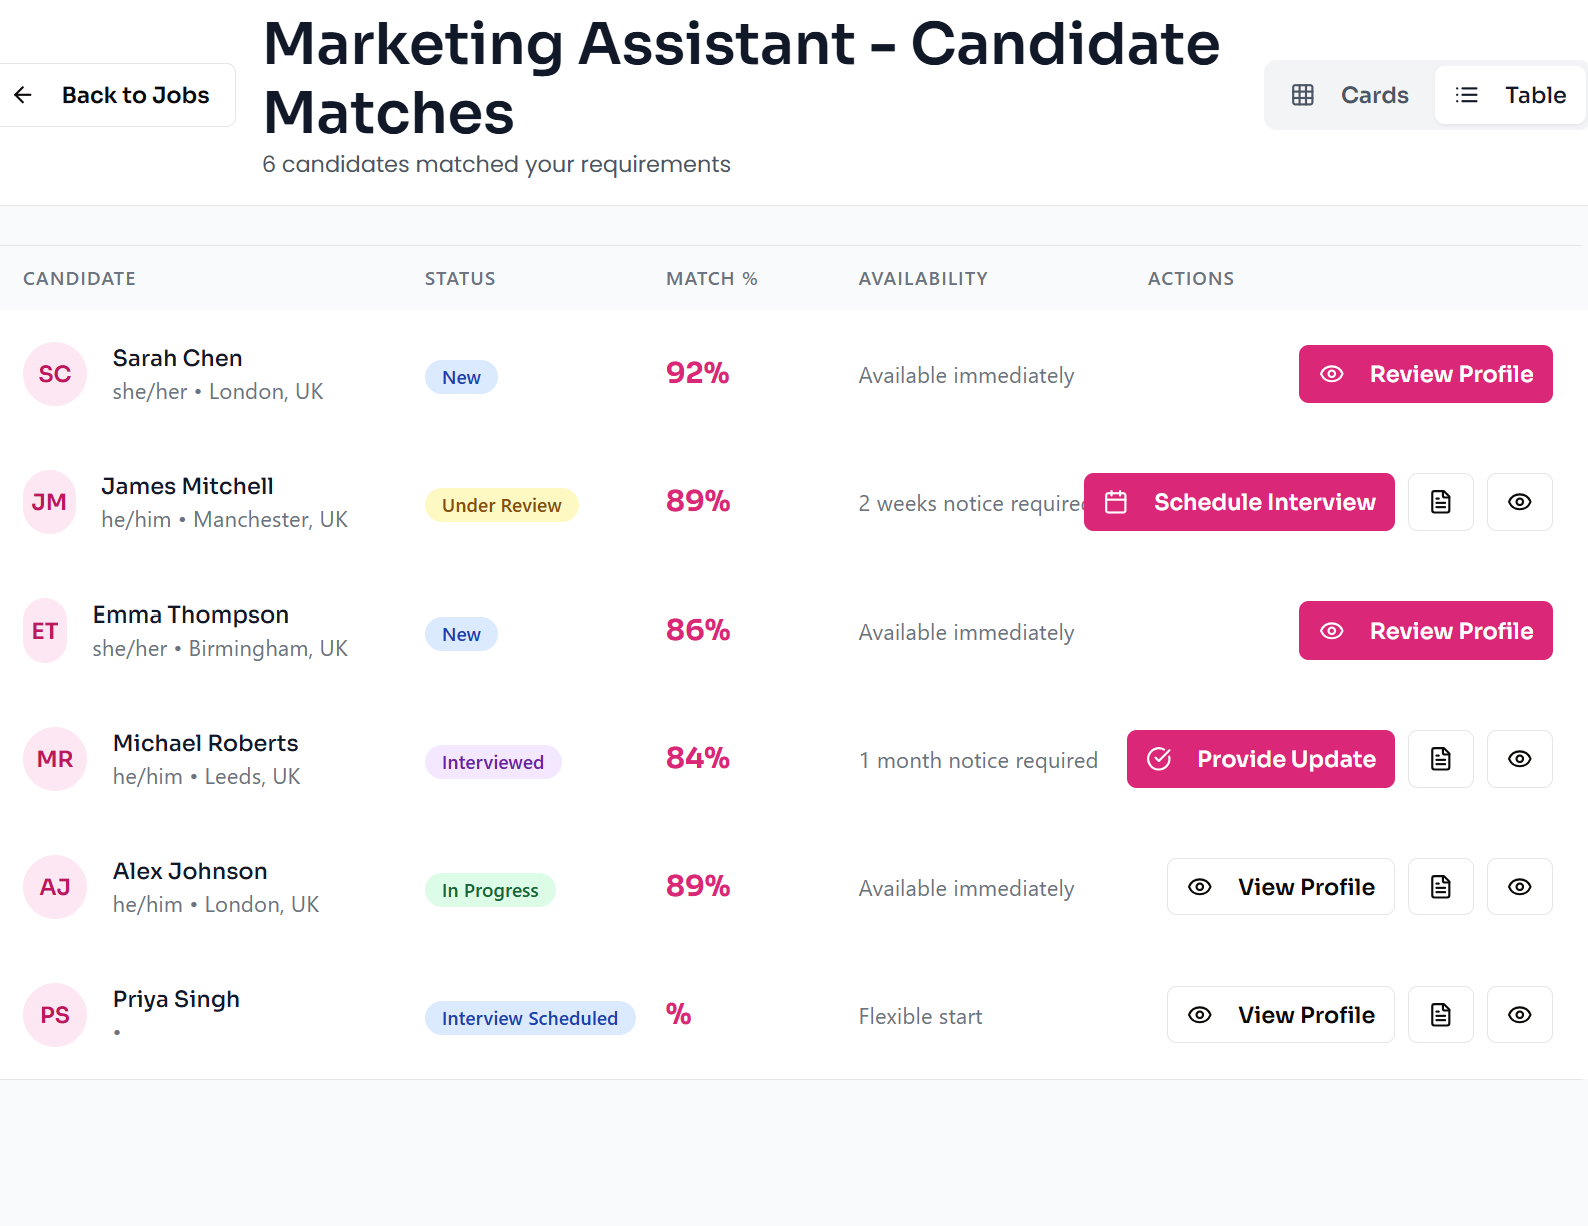 Back to Jobs
Marketing Assistant - Candidate
Matches
6 candidates matched your requirements
Cards
Table
CANDIDATE STATUS MATCH % AVAILABILITY ACTIONS
SC
Sarah Chen
she/her • London, UK
New
92%
Available immediately
Review Profile
JM
James Mitchell
he/him • Manchester, UK
Under Review
89%
2 weeks notice required
Schedule Interview
ET
Emma Thompson
she/her • Birmingham, UK
New
86%
Available immediately
Review Profile
MR
Michael Roberts
he/him • Leeds, UK
Interviewed
84%
1 month notice required
Provide Update
AJ
Alex Johnson
he/him • London, UK
In Progress
89%
Available immediately
View Profile
PS
Priya Singh
•
Interview Scheduled
%
Flexible start
View Profile